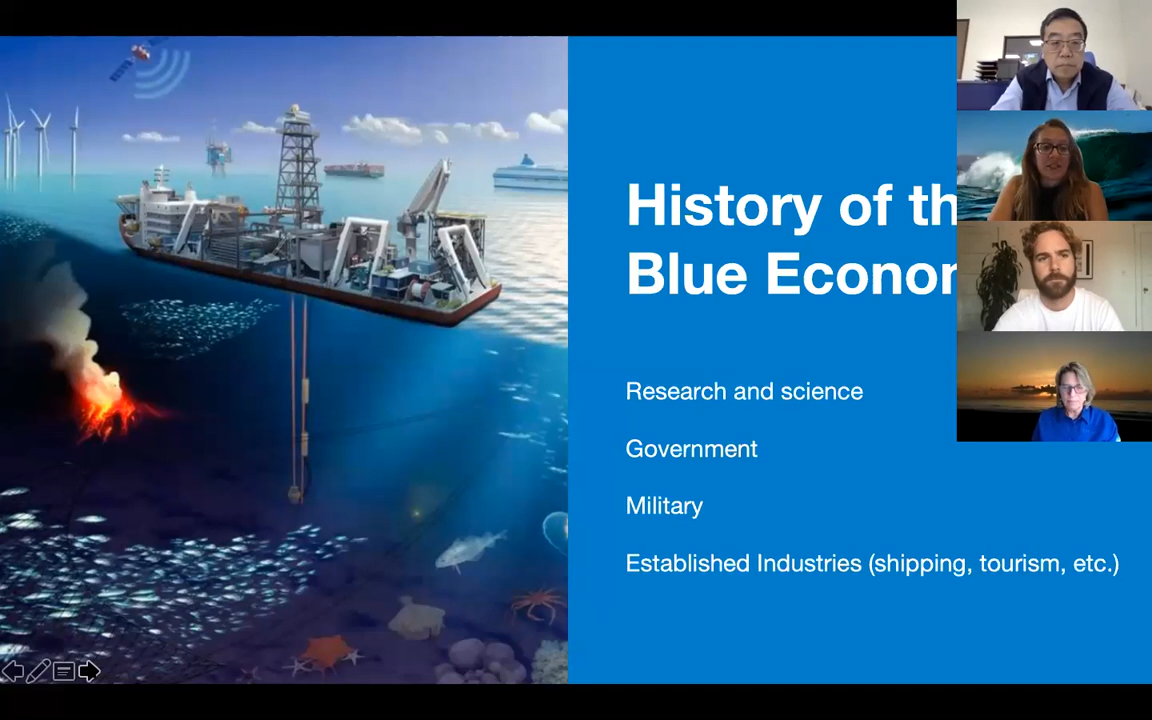 History of th
Blue Econor
Research and science
Government
Military
Established Industries (shipping, tourism, etc.)